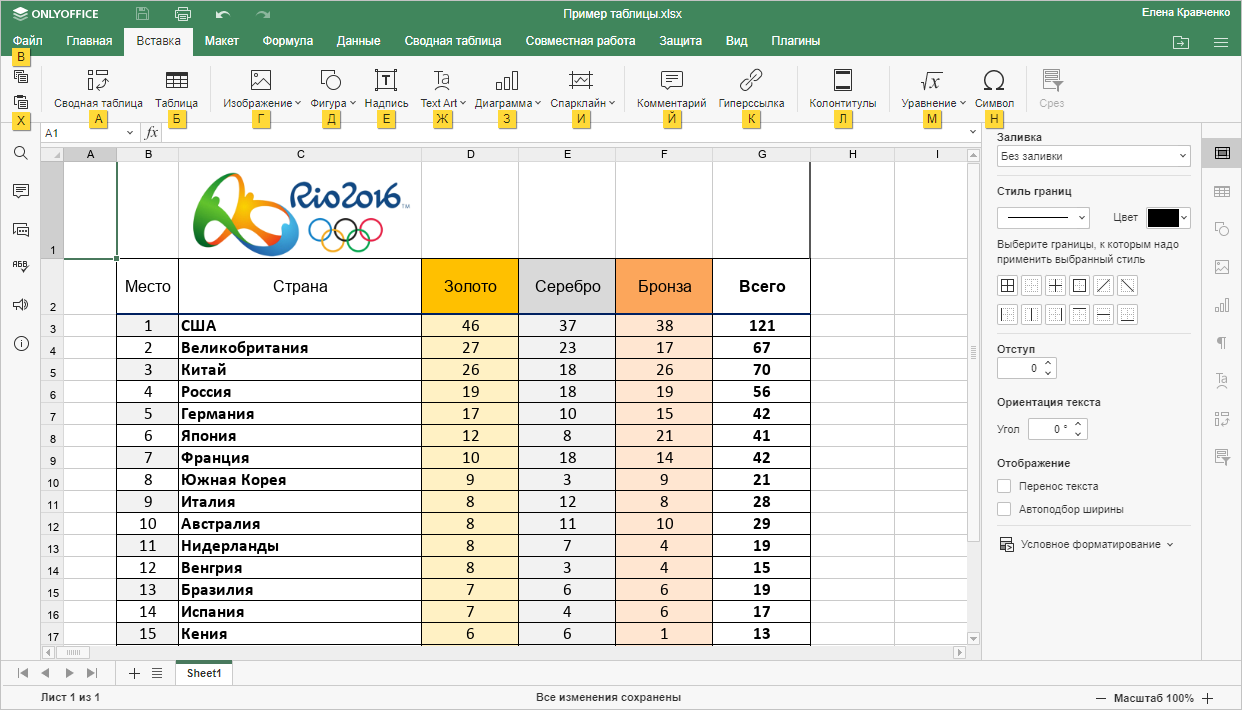 ONLYOFFICE
Пример таблицы.xlsx
Елена Кравченко
Файл Главная Вставка Макет Формула Данные Сводная таблица Совместная работа Защита Вид Плагины
В
Сводная таблица Таблица Изображение Фигура Надпись Text Art Диаграмма Спарклайн Комментарий Гиперссылка Колонтитулы Уравнение Символ Срез
Х А Б Г Д Е Ж З И Й К Л М Н
A1 fx
A B C D E F G H I
1 Rio2016™
2 Место Страна Золото Серебро Бронза Всего
3 1 США 46 37 38 121
4 2 Великобритания 27 23 17 67
5 3 Китай 26 18 26 70
6 4 Россия 19 18 19 56
7 5 Германия 17 10 15 42
8 6 Япония 12 8 21 41
9 7 Франция 10 18 14 42
10 8 Южная Корея 9 3 9 21
11 9 Италия 8 12 8 28
12 10 Австралия 8 11 10 29
13 11 Нидерланды 8 7 4 19
14 12 Венгрия 8 3 4 15
15 13 Бразилия 7 6 6 19
16 14 Испания 7 4 6 17
17 15 Кения 6 6 1 13
Заливка
Без заливки
Стиль границ
Цвет
Выберите границы, к которым надо
применить выбранный стиль
Отступ
0
Ориентация текста
Угол 0 °
Отображение
Перенос текста
Автоподбор ширины
Условное форматирование
Sheet1
Лист 1 из 1
Все изменения сохранены
Масштаб 100%